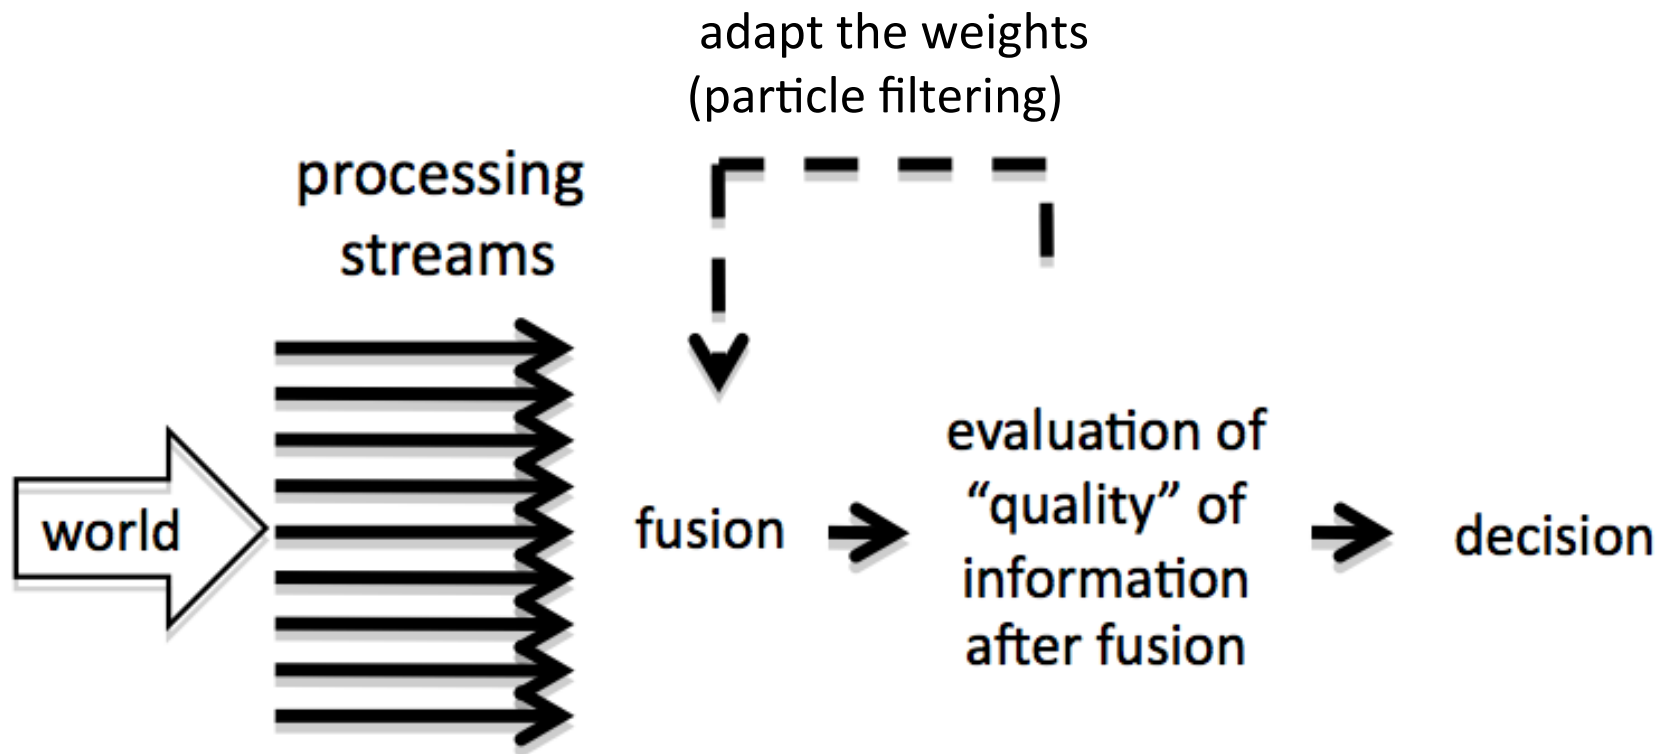 adapt the weights
(particle filtering)
processing
streams
world
fusion
evaluation of
“quality” of
information
after fusion
decision